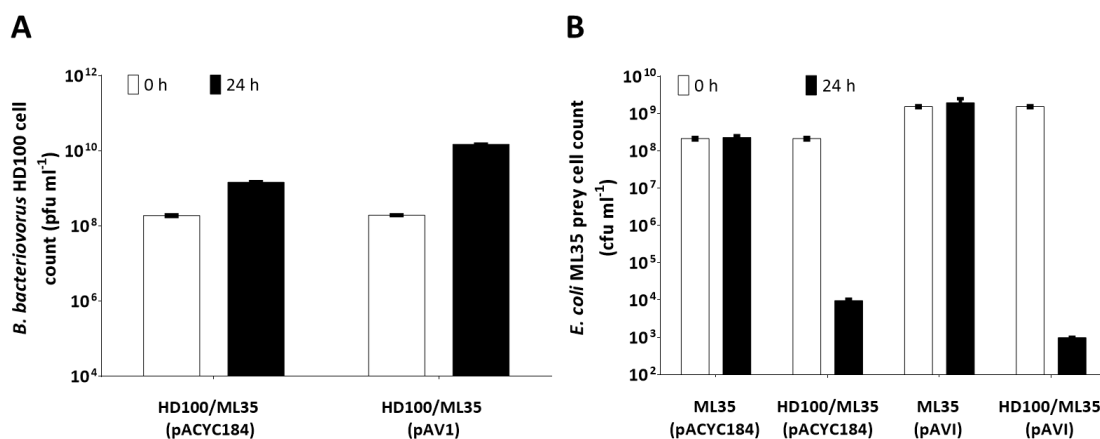 A
B. bacteriovorus HD100 cell
count (pfu ml⁻¹)
0 h
24 h
10¹²
10¹⁰
10⁸
10⁶
10⁴
HD100/ML35
(pACYC184)
HD100/ML35
(pAV1)
B
E. coli ML35 prey cell count
(cfu ml⁻¹)
0 h
24 h
10¹⁰
10⁹
10⁸
10⁷
10⁶
10⁵
10⁴
10³
10²
ML35
(pACYC184)
HD100/ML35
(pACYC184)
ML35
(pAVI)
HD100/ML35
(pAVI)